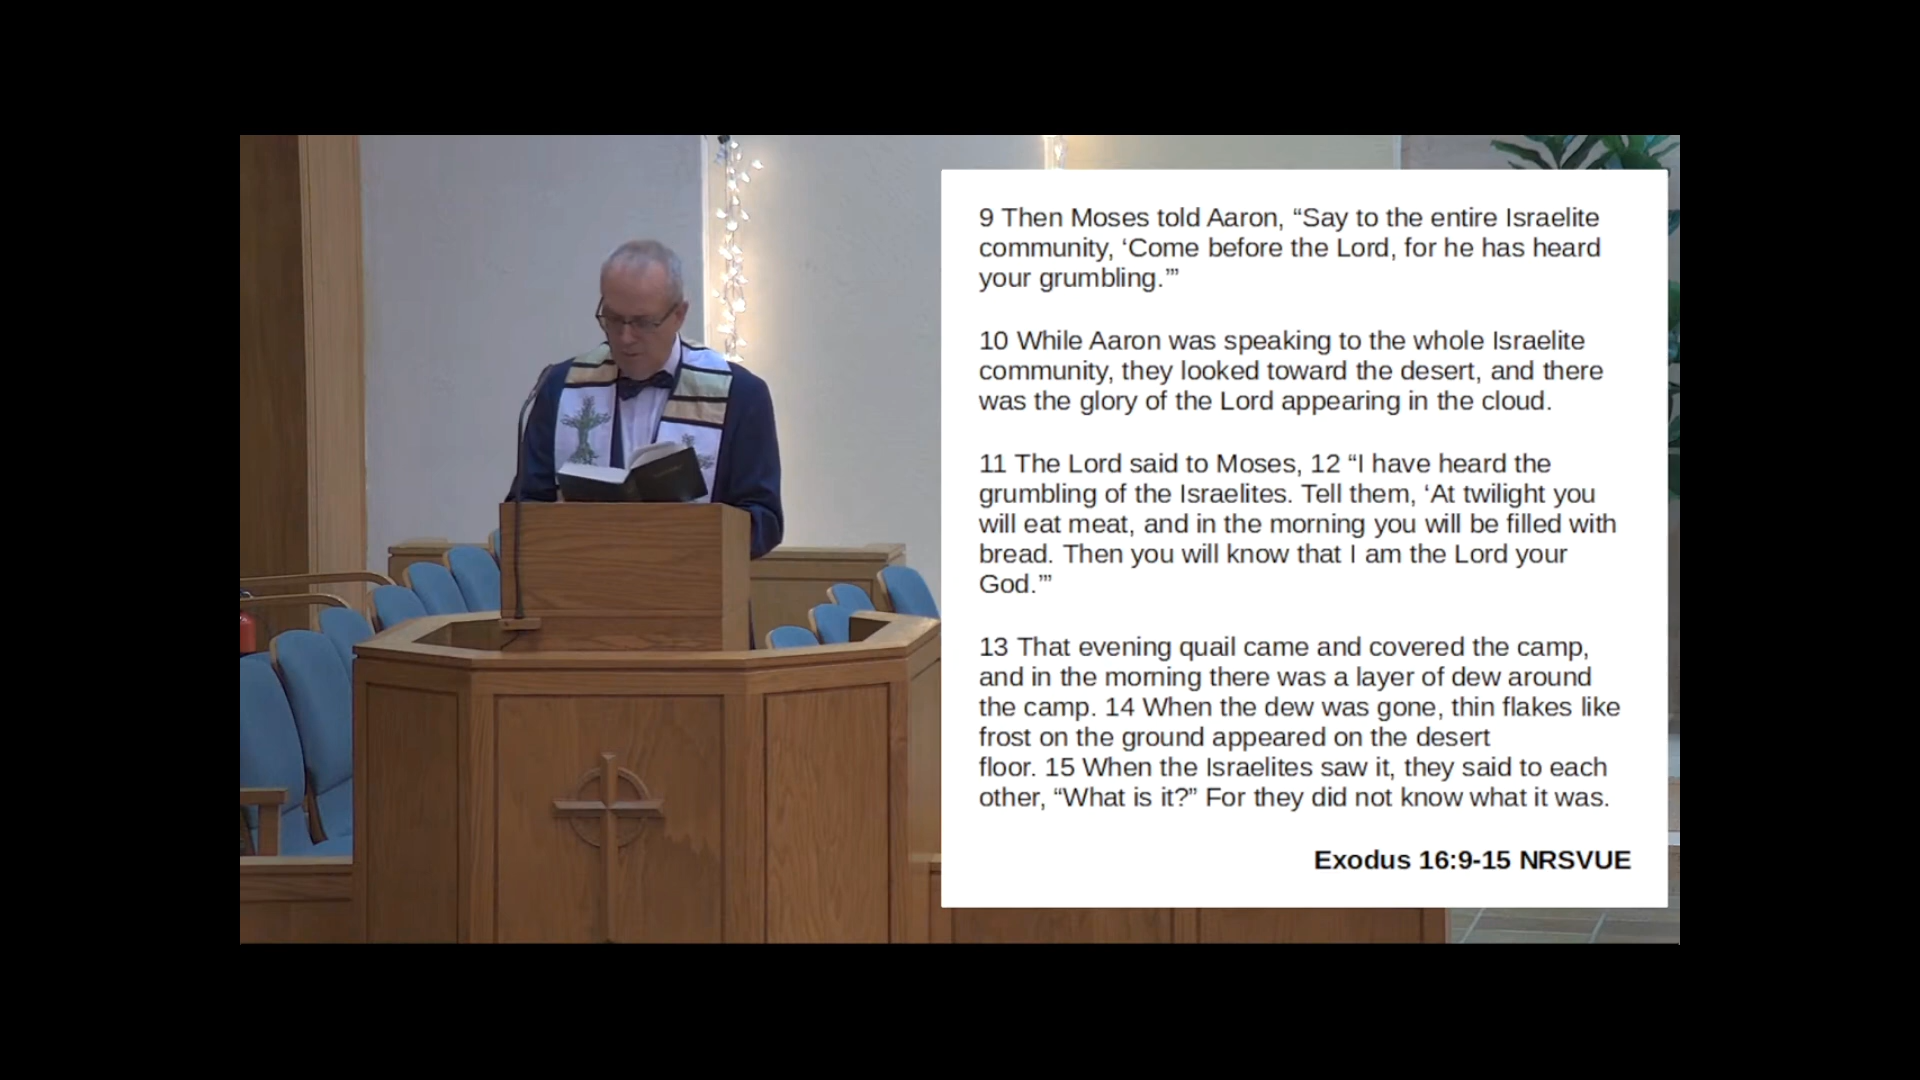 9 Then Moses told Aaron, “Say to the entire Israelite
community, ‘Come before the Lord, for he has heard
your grumbling.’”
10 While Aaron was speaking to the whole Israelite
community, they looked toward the desert, and there
was the glory of the Lord appearing in the cloud.
11 The Lord said to Moses, 12 “I have heard the
grumbling of the Israelites. Tell them, ‘At twilight you
will eat meat, and in the morning you will be filled with
bread. Then you will know that I am the Lord your
God.’”
13 That evening quail came and covered the camp,
and in the morning there was a layer of dew around
the camp. 14 When the dew was gone, thin flakes like
frost on the ground appeared on the desert
floor. 15 When the Israelites saw it, they said to each
other, “What is it?” For they did not know what it was.
Exodus 16:9-15 NRSVUE